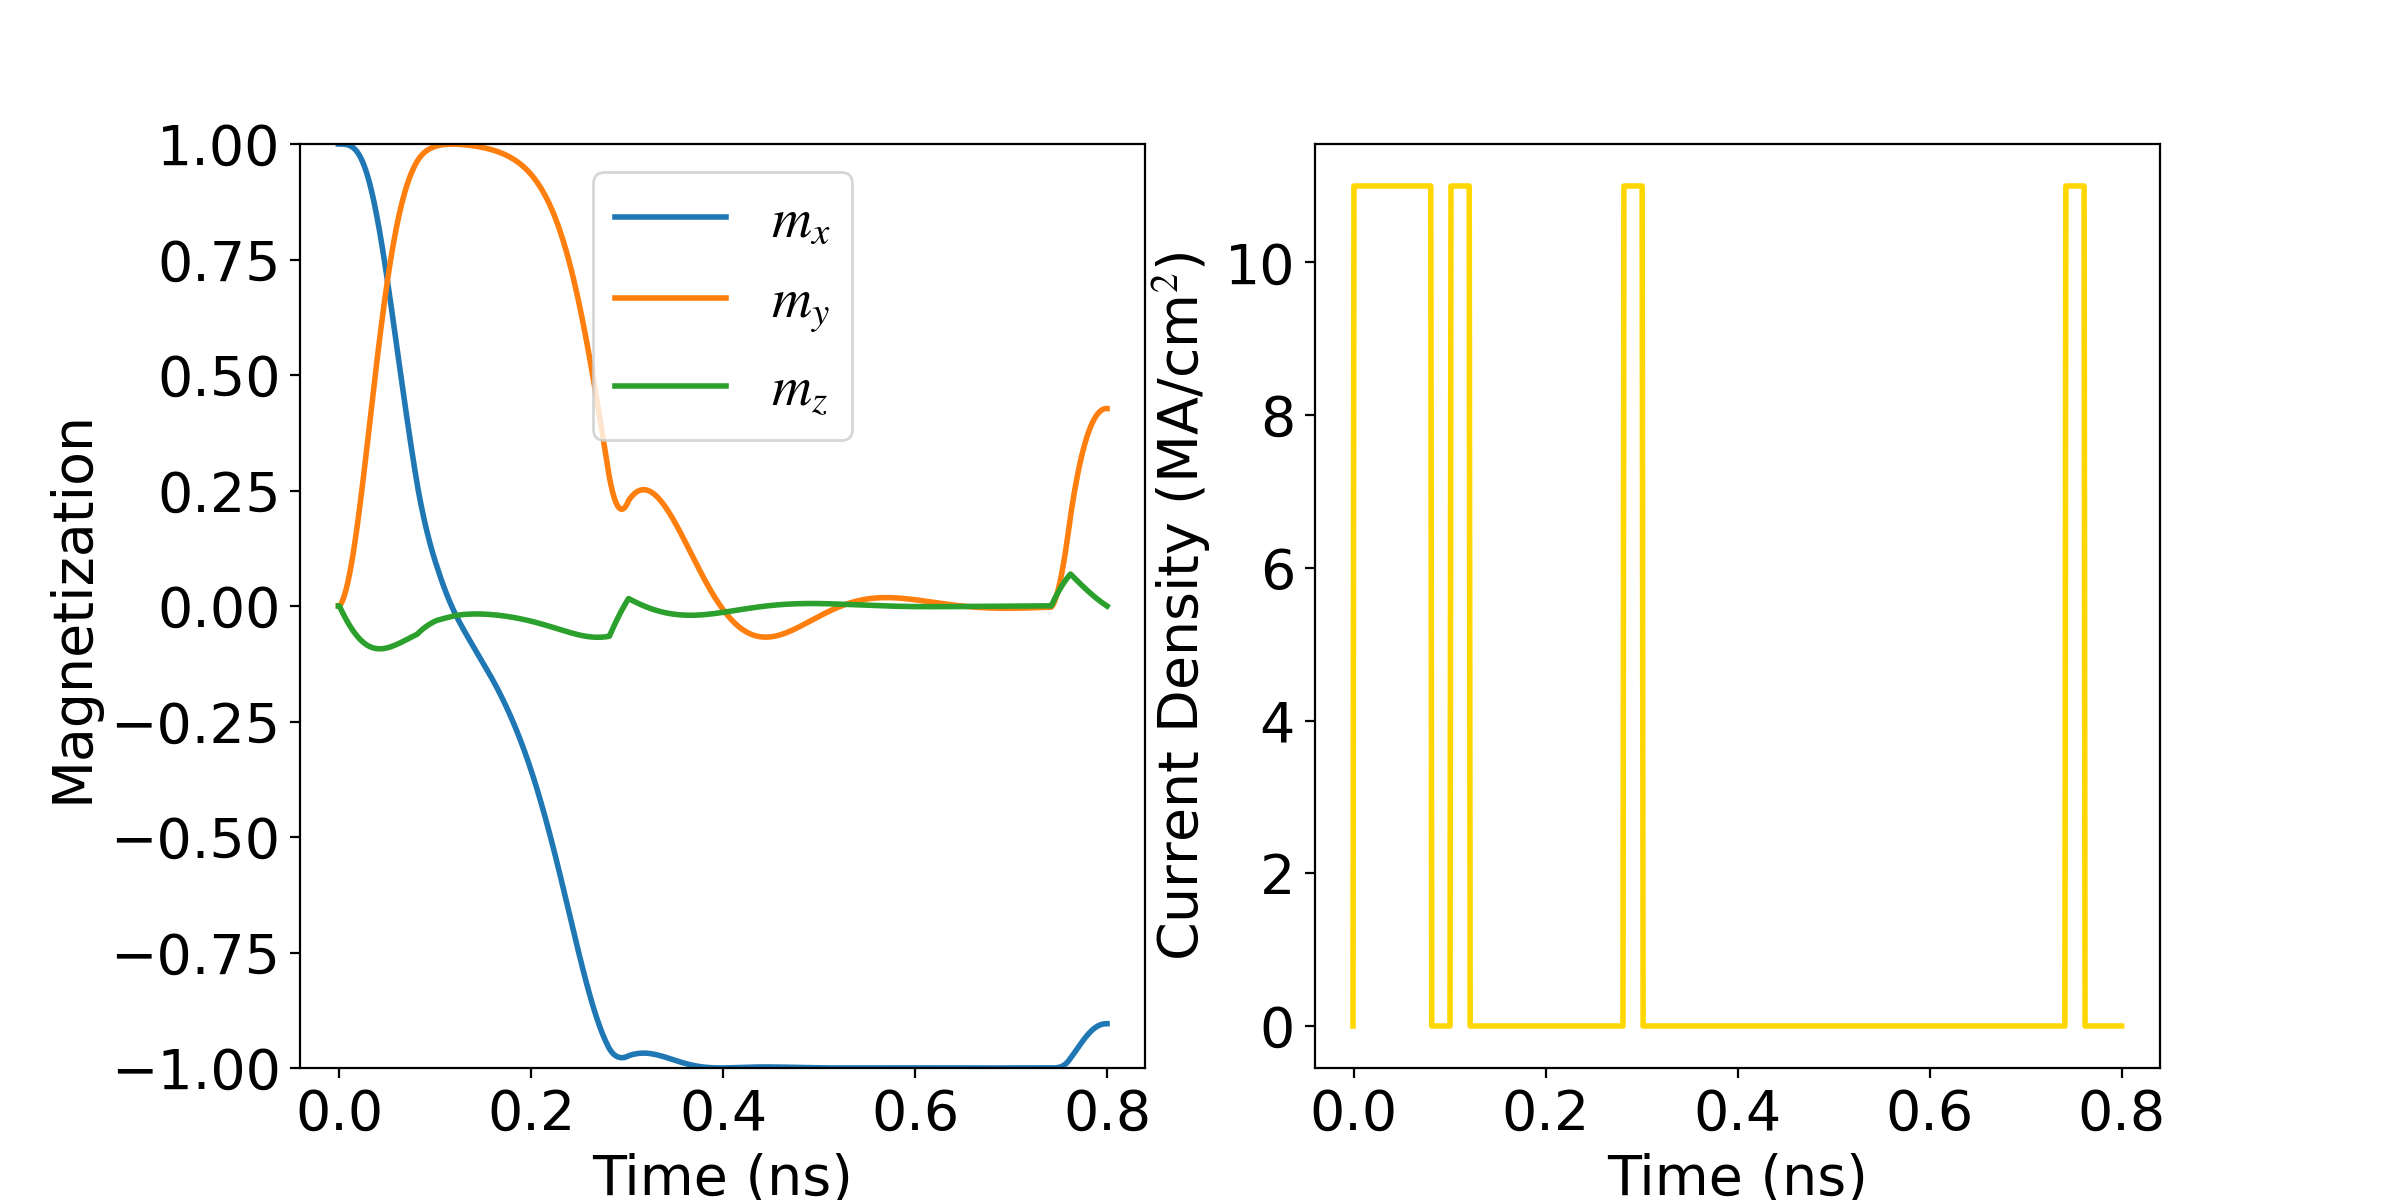 1.00
0.75
0.50
0.25
0.00
−0.25
−0.50
−0.75
−1.00
Magnetization
0.0 0.2 0.4 0.6 0.8
Time (ns)
m_x
m_y
m_z
10
8
6
4
2
0
Current Density (MA/cm²)
0.0 0.2 0.4 0.6 0.8
Time (ns)